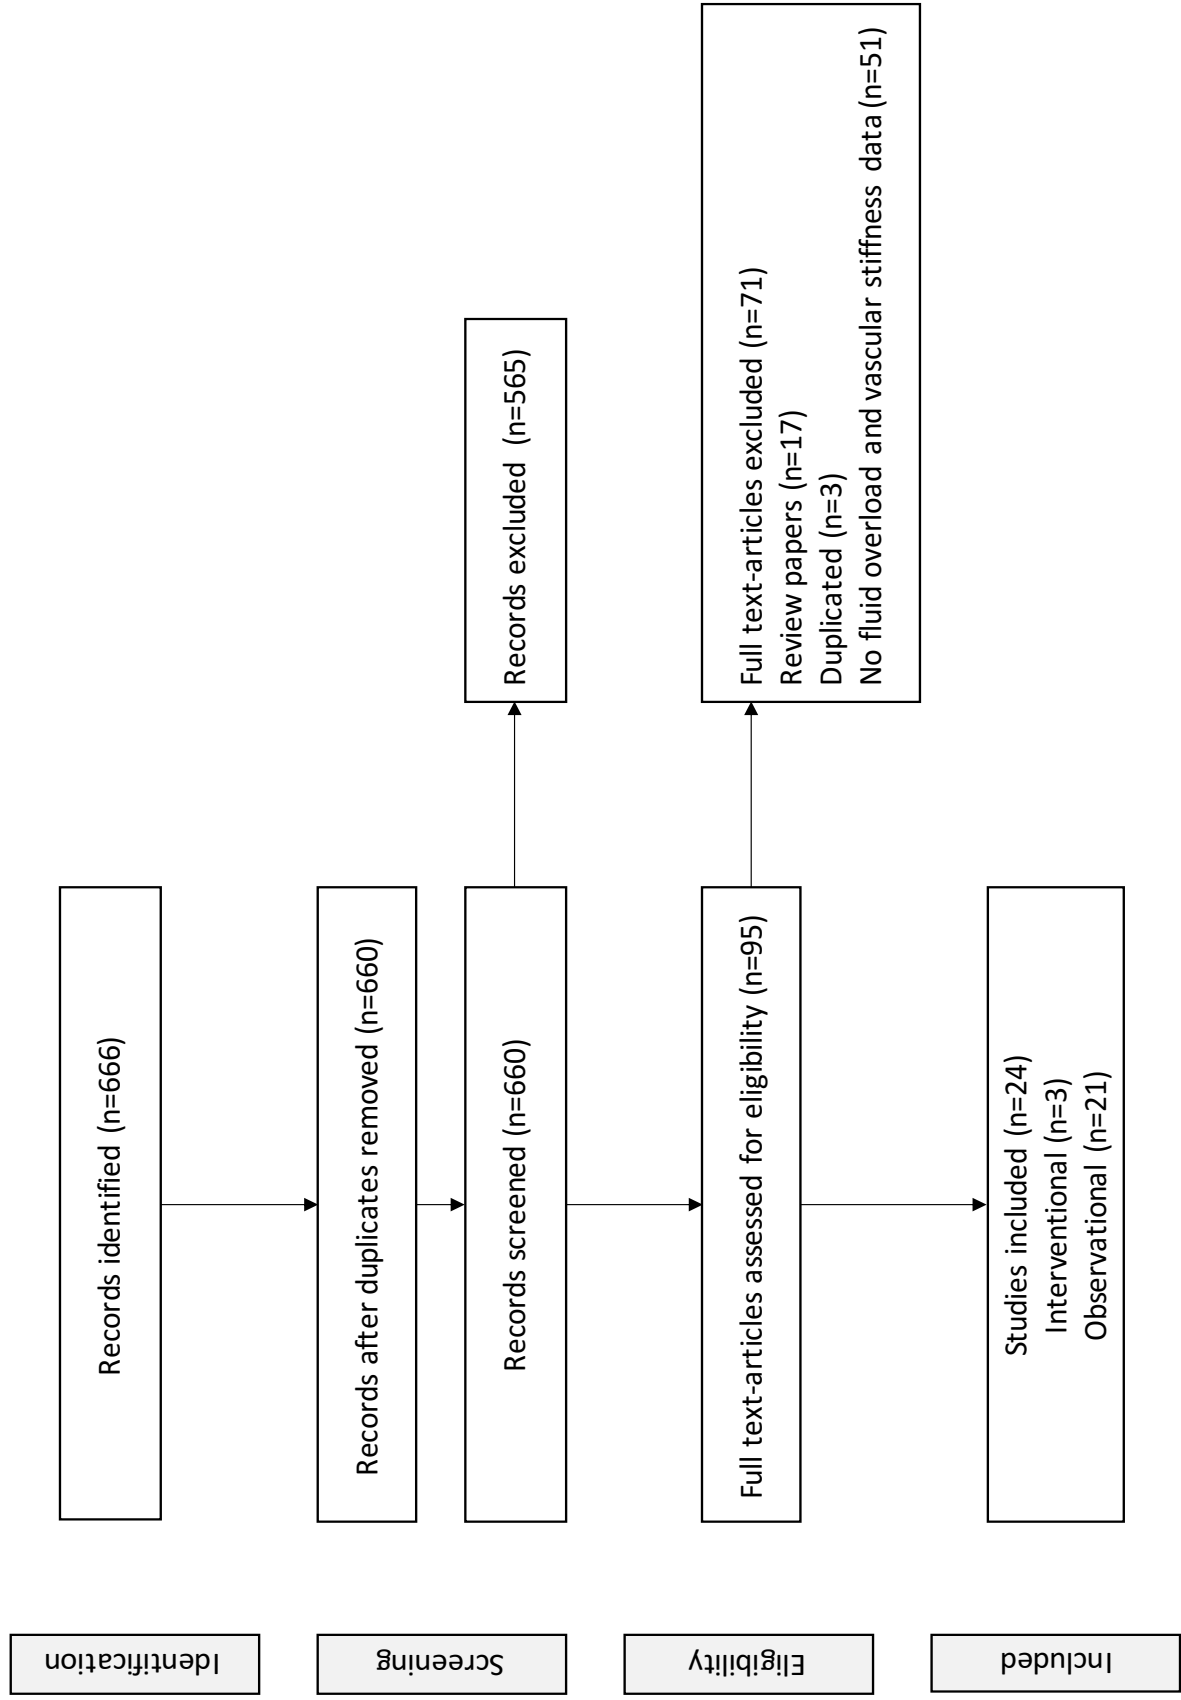 Identification
Records identified (n=666)
Screening
Records after duplicates removed (n=660)
Records screened (n=660)
Records excluded (n=565)
Eligibility
Full text-articles assessed for eligibility (n=95)
Full text-articles excluded (n=71)
Review papers (n=17)
Duplicated (n=3)
No fluid overload and vascular stiffness data (n=51)
Included
Studies included (n=24)
Interventional (n=3)
Observational (n=21)